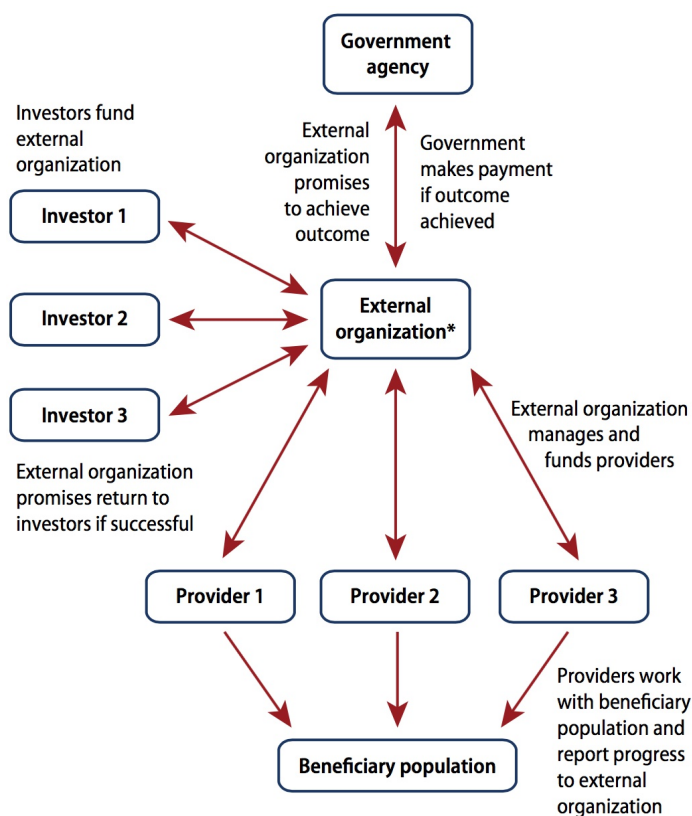 Government
agency
Investors fund
external
organization
External
organization
promises
to achieve
outcome
Government
makes payment
if outcome
achieved
Investor 1
Investor 2
Investor 3
External
organization*
External organization
promises return to
investors if successful
External organization
manages and
funds providers
Provider 1
Provider 2
Provider 3
Providers work
with beneficiary
population and
report progress
to external
organization
Beneficiary population